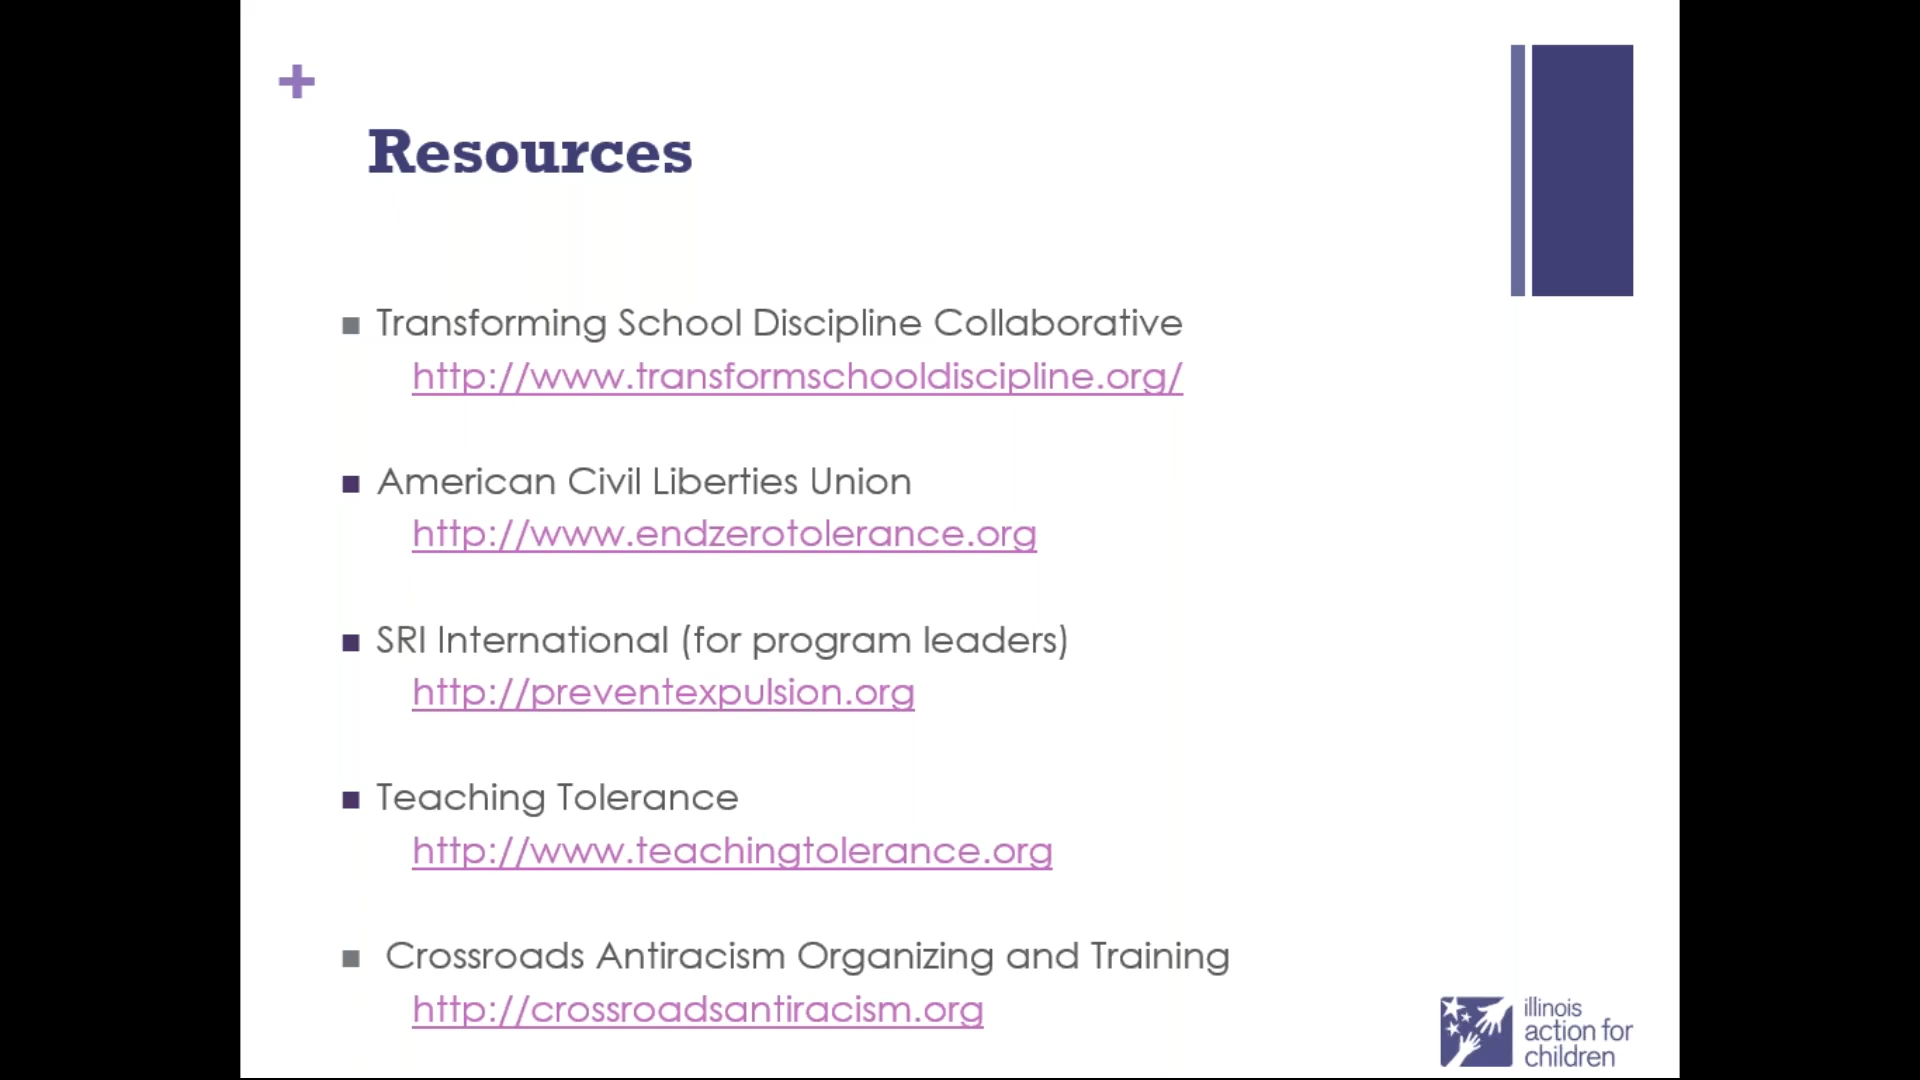 +
Resources
Transforming School Discipline Collaborative
http://www.transformschooldiscipline.org/
American Civil Liberties Union
http://www.endzerotolerance.org
SRI International (for program leaders)
http://preventexpulsion.org
Teaching Tolerance
http://www.teachingtolerance.org
Crossroads Antiracism Organizing and Training
http://crossroadsantiracism.org
illinois
action for
children